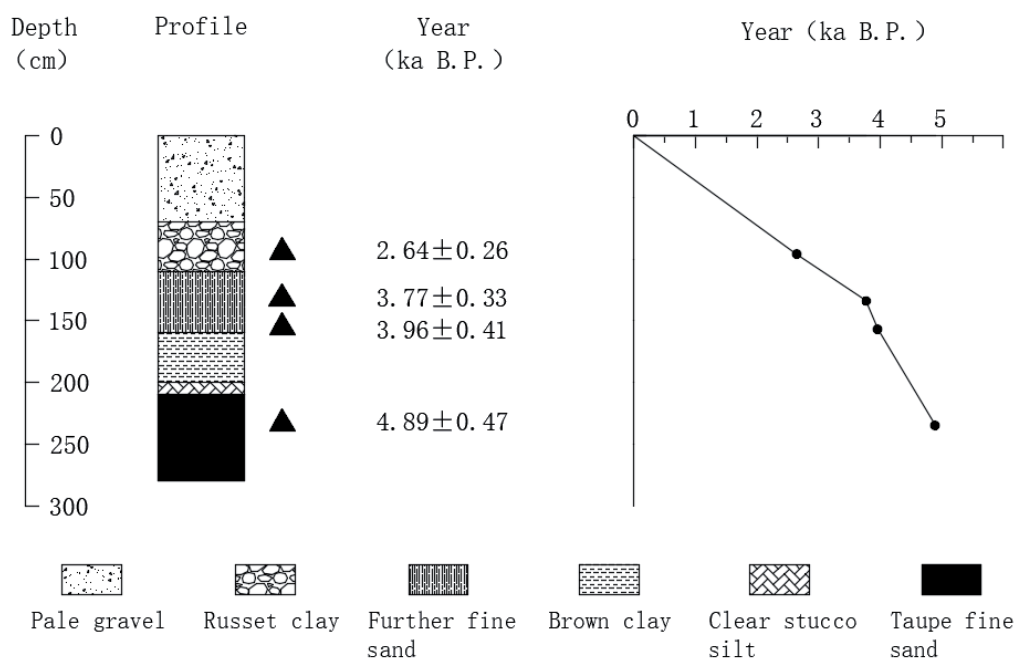 Depth
(cm)
Profile
Year
(ka B.P.)
Year (ka B.P.)
0
50
100
150
200
250
300
2.64±0.26
3.77±0.33
3.96±0.41
4.89±0.47
0 1 2 3 4 5
Pale gravel
Russet clay
Further fine
sand
Brown clay
Clear stucco
silt
Taupe fine
sand